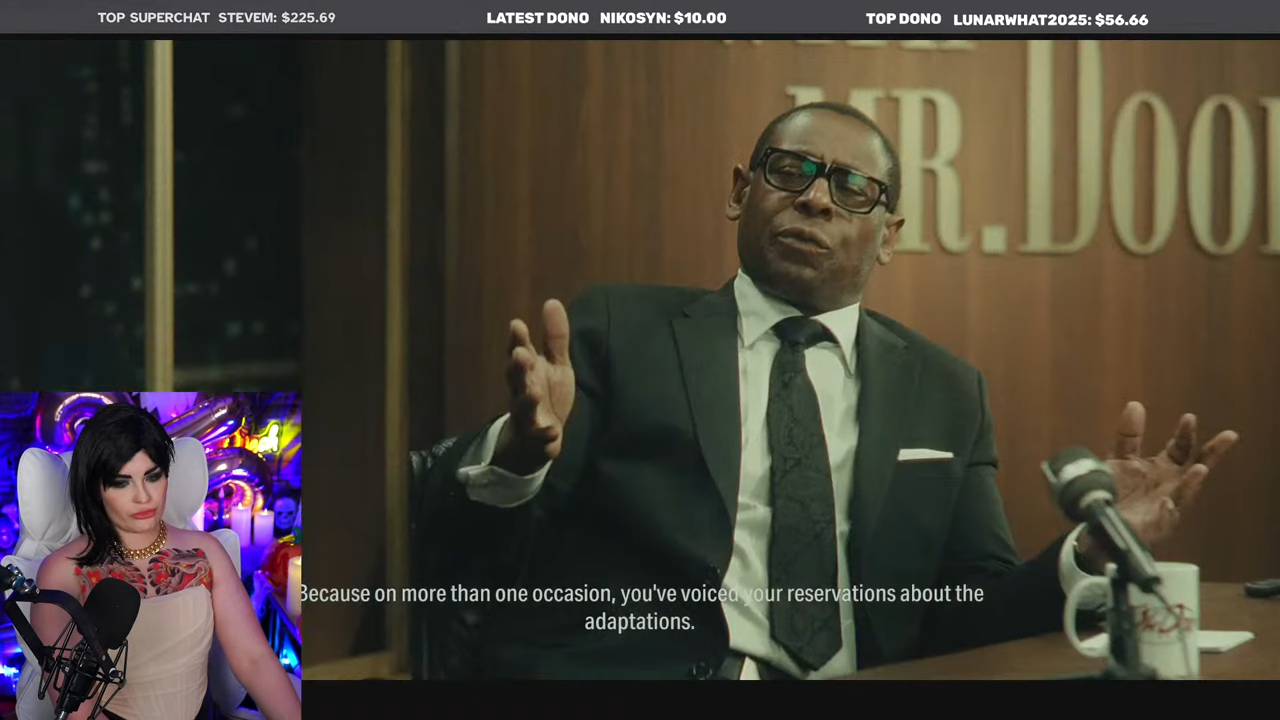 TOP SUPERCHAT STEVEM: $225.69
LATEST DONO NIKOSYN: $10.00
TOP DONO LUNARWHAT2025: $56.66
MR. DOOR
Because on more than one occasion, you've voiced your reservations about the
adaptations.